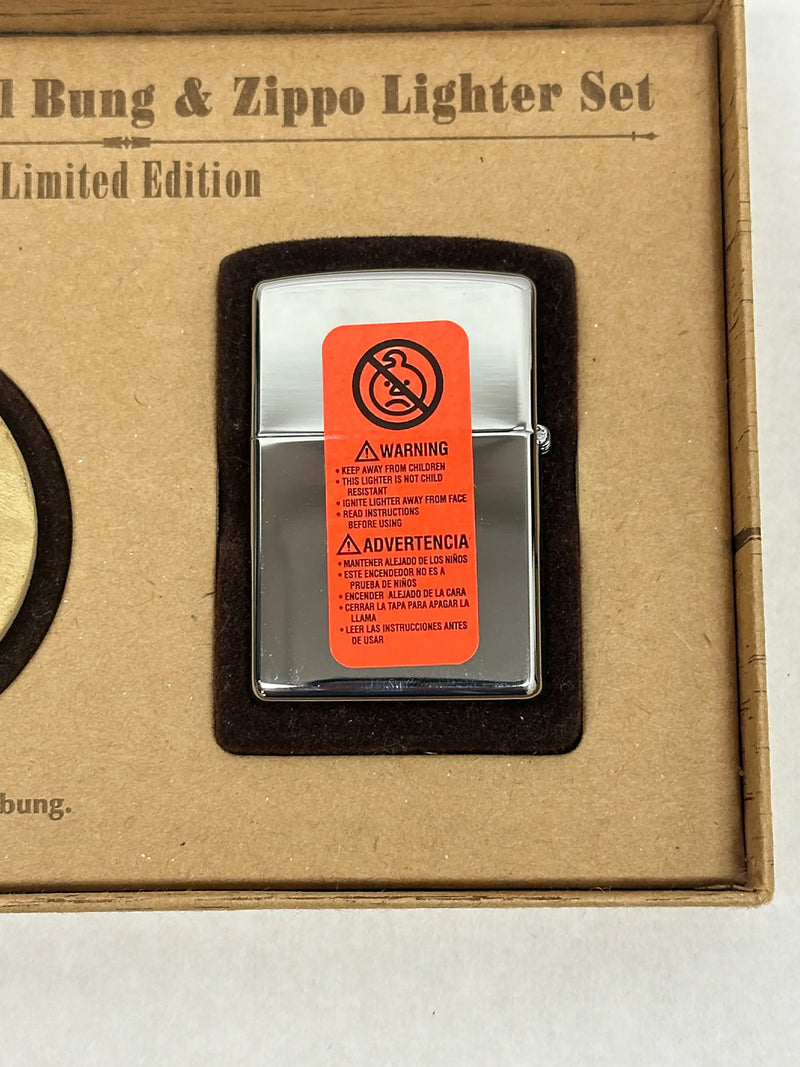 l Bung & Zippo Lighter Set
Limited Edition
⚠WARNING
• KEEP AWAY FROM CHILDREN
• THIS LIGHTER IS NOT CHILD
RESISTANT
• IGNITE LIGHTER AWAY FROM FACE
• READ INSTRUCTIONS
BEFORE USING
⚠ADVERTENCIA
• MANTENER ALEJADO DE LOS NIÑOS
• ESTE ENCENDEDOR NO ES A
PRUEBA DE NIÑOS
• ENCENDER ALEJADO DE LA CARA
• CERRAR LA TAPA PARA APAGAR LA
LLAMA
• LEER LAS INSTRUCCIONES ANTES
DE USAR
bung.